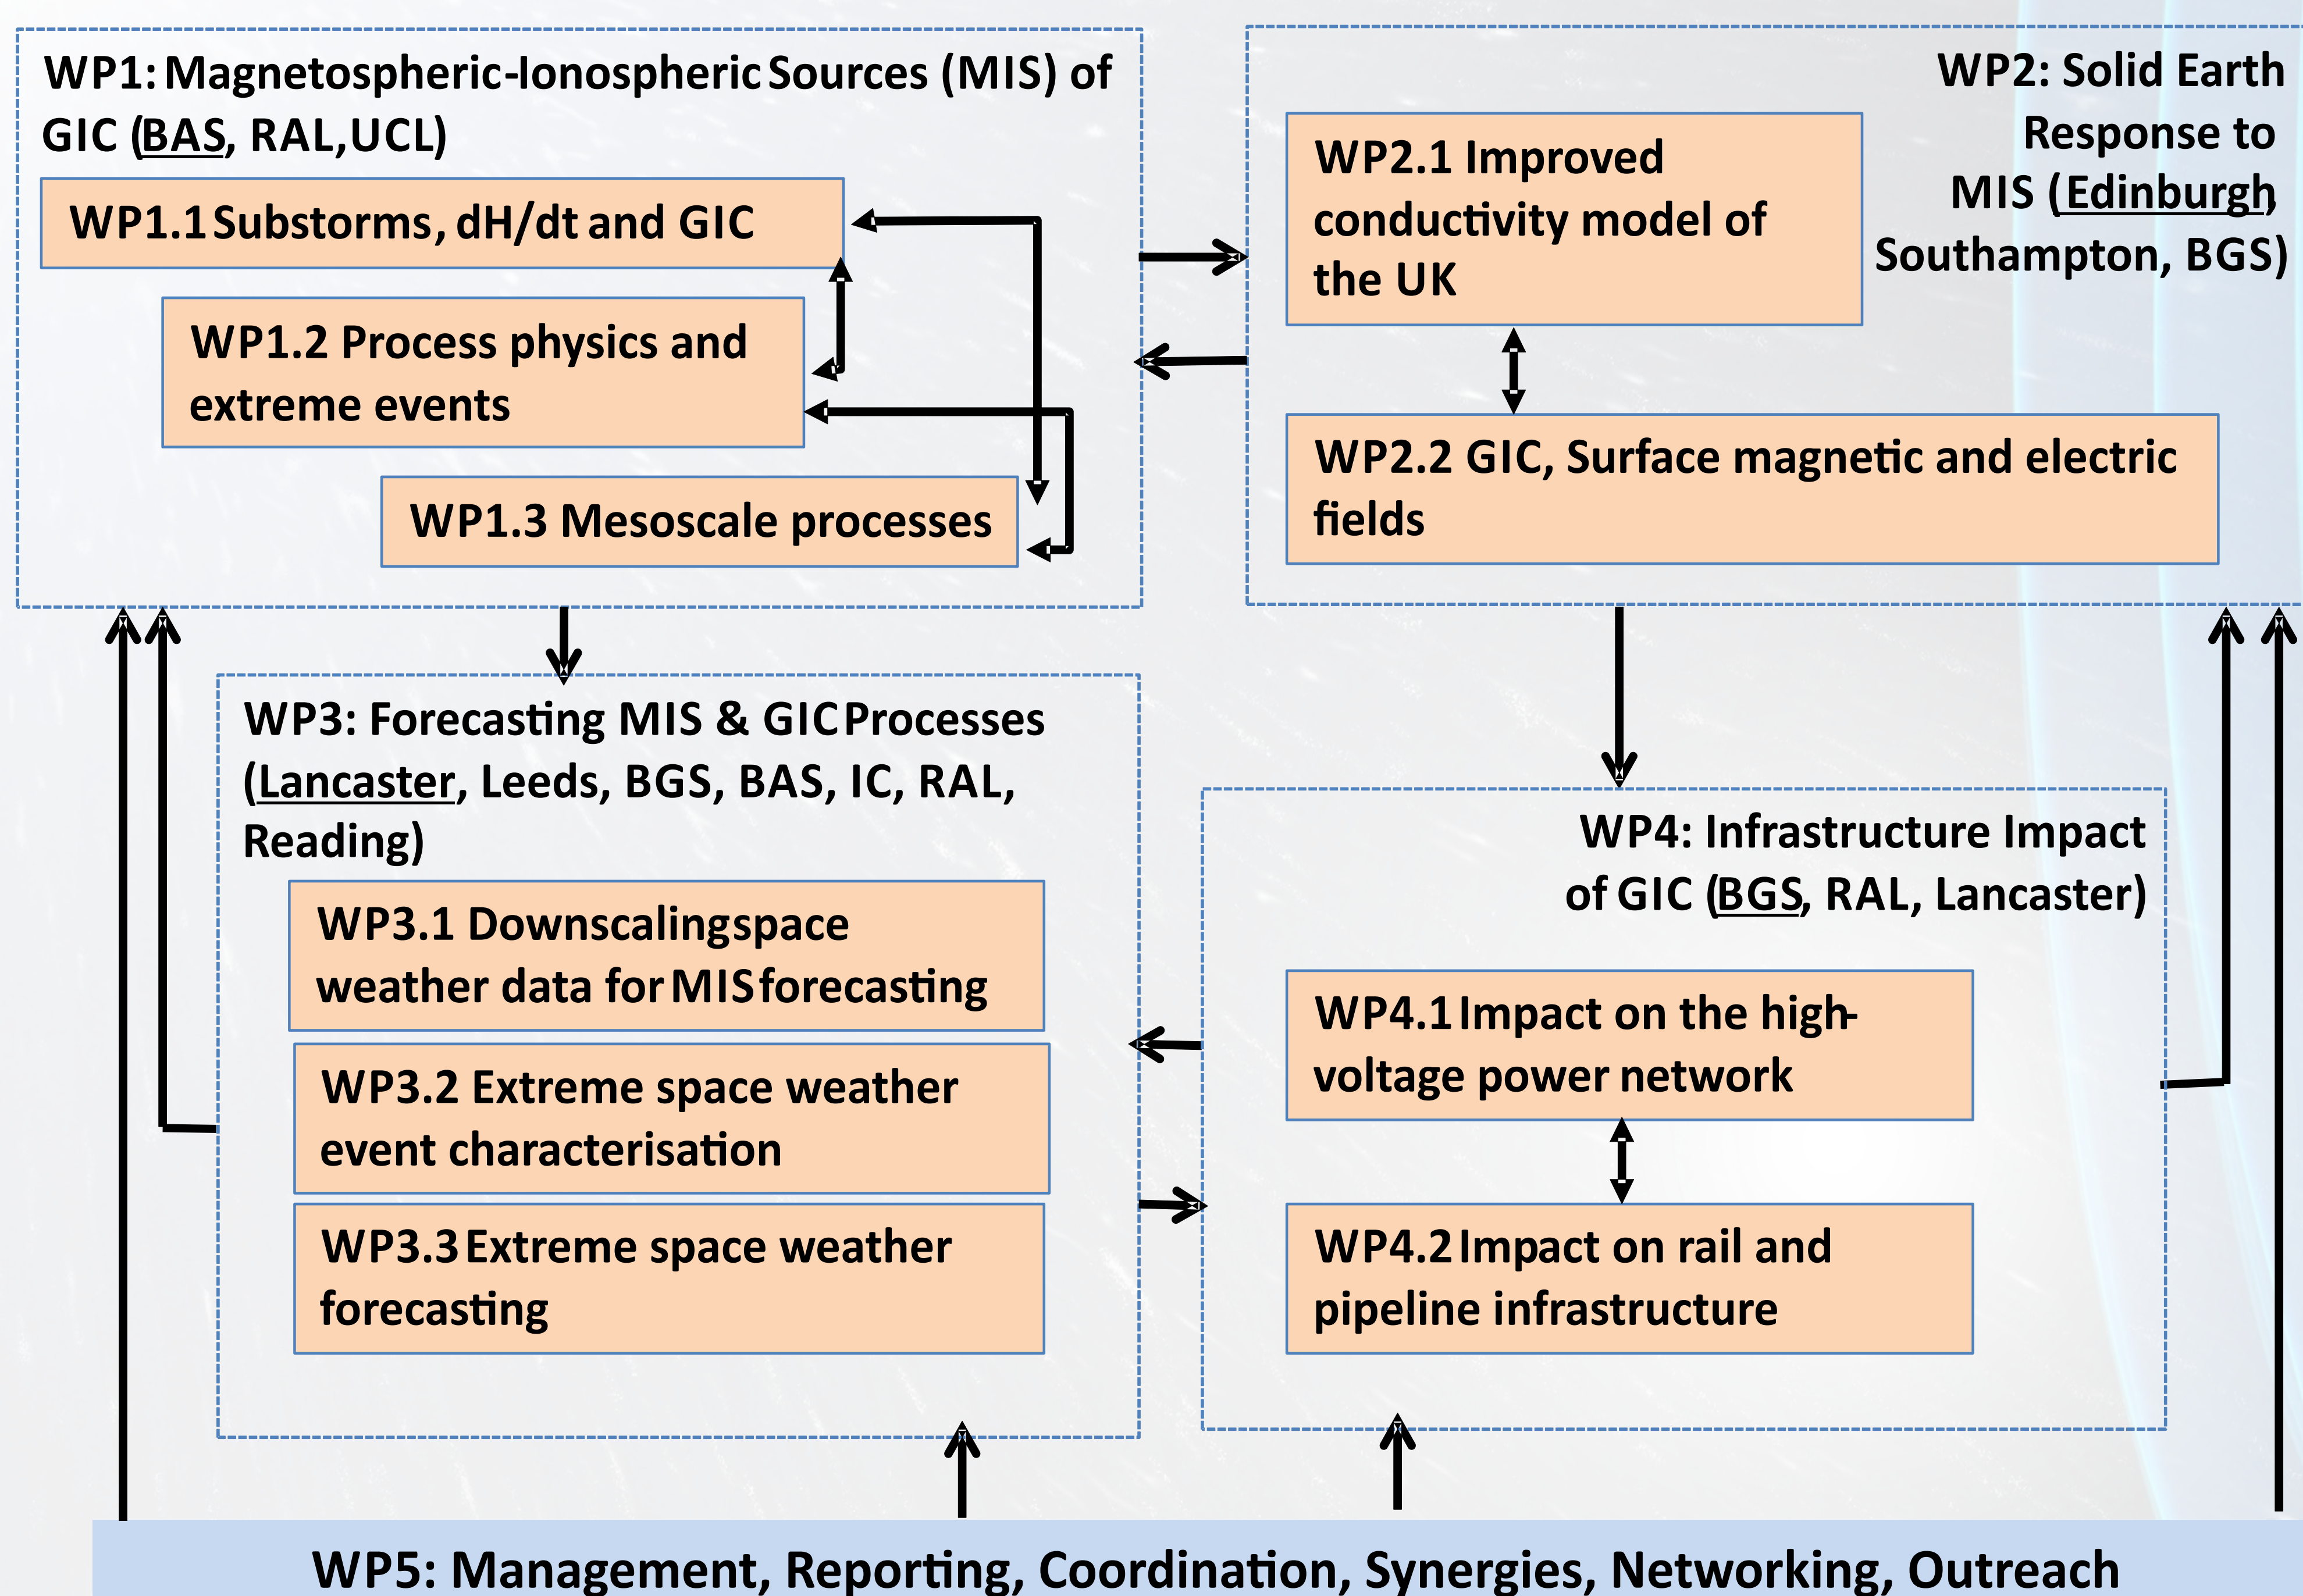 WP1: Magnetospheric-Ionospheric Sources (MIS) of
GIC (BAS, RAL,UCL)
WP1.1 Substorms, dH/dt and GIC
WP1.2 Process physics and
extreme events
WP1.3 Mesoscale processes
WP2: Solid Earth
Response to
MIS (Edinburgh,
Southampton, BGS)
WP2.1 Improved
conductivity model of
the UK
WP2.2 GIC, Surface magnetic and electric
fields
WP3: Forecasting MIS & GIC Processes
(Lancaster, Leeds, BGS, BAS, IC, RAL,
Reading)
WP3.1 Downscaling space
weather data for MIS forecasting
WP3.2 Extreme space weather
event characterisation
WP3.3 Extreme space weather
forecasting
WP4: Infrastructure Impact
of GIC (BGS, RAL, Lancaster)
WP4.1 Impact on the high-
voltage power network
WP4.2 Impact on rail and
pipeline infrastructure
WP5: Management, Reporting, Coordination, Synergies, Networking, Outreach